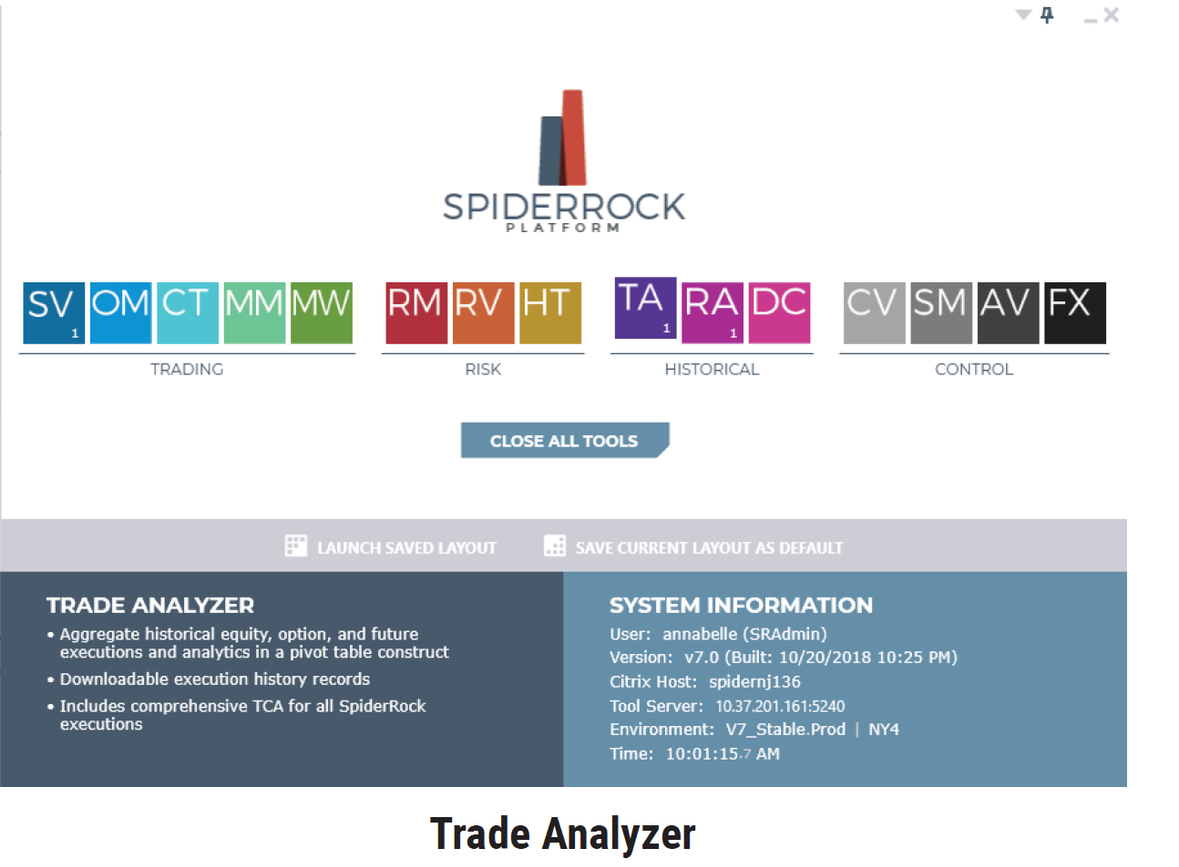 SPIDERROCK
PLATFORM
SV OM CT MM MW RM RV HT TA RA DC CV SM AV FX
1 1 1
TRADING RISK HISTORICAL CONTROL
CLOSE ALL TOOLS
LAUNCH SAVED LAYOUT SAVE CURRENT LAYOUT AS DEFAULT
TRADE ANALYZER
• Aggregate historical equity, option, and future
executions and analytics in a pivot table construct
• Downloadable execution history records
• Includes comprehensive TCA for all SpiderRock
executions
SYSTEM INFORMATION
User: annabelle (SRAdmin)
Version: v7.0 (Built: 10/20/2018 10:25 PM)
Citrix Host: spidernj136
Tool Server: 10.37.201.161:5240
Environment: V7_Stable.Prod | NY4
Time: 10:01:15.7 AM
Trade Analyzer